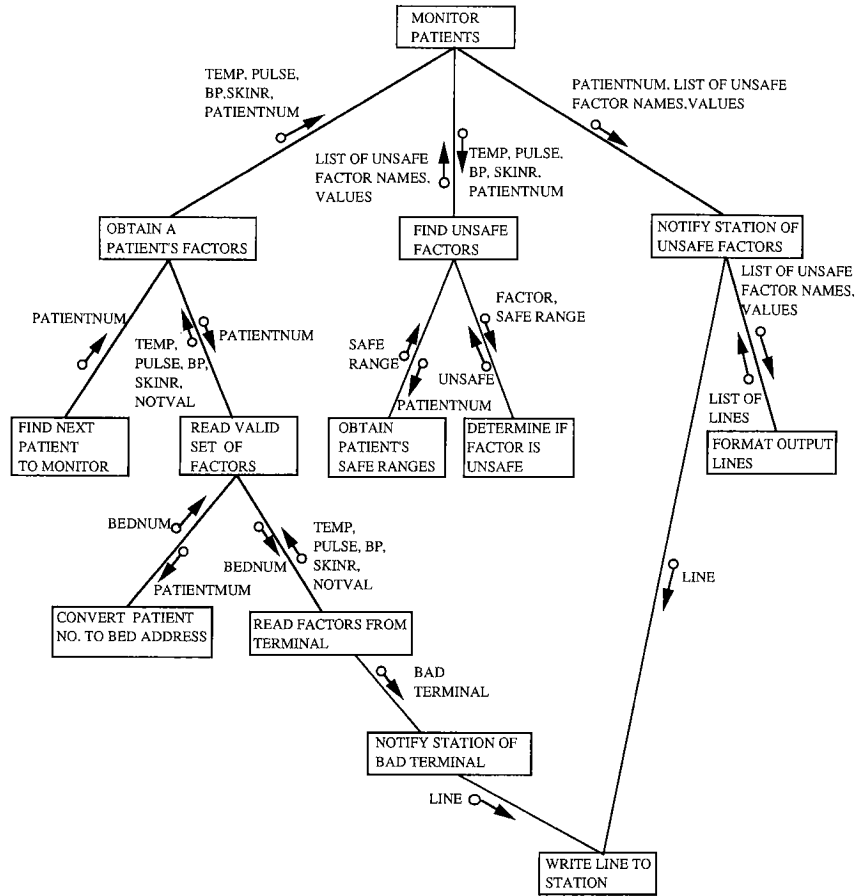 MONITOR
PATIENTS
TEMP, PULSE,
BP,SKINR,
PATIENTNUM
PATIENTNUM, LIST OF UNSAFE
FACTOR NAMES,VALUES
LIST OF UNSAFE
FACTOR NAMES,
VALUES
TEMP, PULSE,
BP, SKINR,
PATIENTNUM
OBTAIN A
PATIENT'S FACTORS
FIND UNSAFE
FACTORS
NOTIFY STATION OF
UNSAFE FACTORS
PATIENTNUM
TEMP,
PULSE, BP,
SKINR,
NOTVAL
PATIENTNUM
SAFE
RANGE
PATIENTNUM
FACTOR,
SAFE RANGE
UNSAFE
LIST OF UNSAFE
FACTOR NAMES,
VALUES
LIST OF
LINES
FIND NEXT
PATIENT
TO MONITOR
READ VALID
SET OF
FACTORS
OBTAIN
PATIENT'S
SAFE RANGES
DETERMINE IF
FACTOR IS
UNSAFE
FORMAT OUTPUT
LINES
BEDNUM
PATIENTMUM
BEDNUM
TEMP,
PULSE, BP,
SKINR,
NOTVAL
LINE
CONVERT PATIENT
NO. TO BED ADDRESS
READ FACTORS FROM
TERMINAL
BAD
TERMINAL
NOTIFY STATION OF
BAD TERMINAL
LINE
WRITE LINE TO
STATION